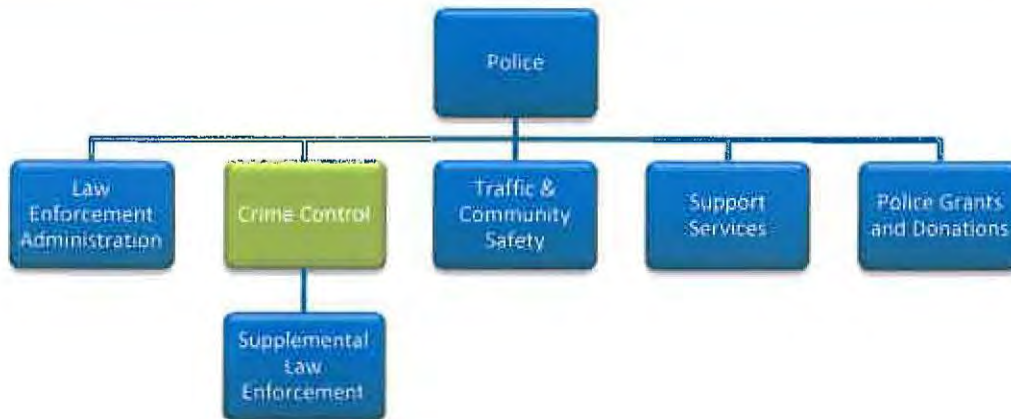 Police
Law
Enforcement
Administration
Crime Control
Traffic &
Community
Safety
Support
Services
Police Grants
and Donations
Supplemental
Law
Enforcement